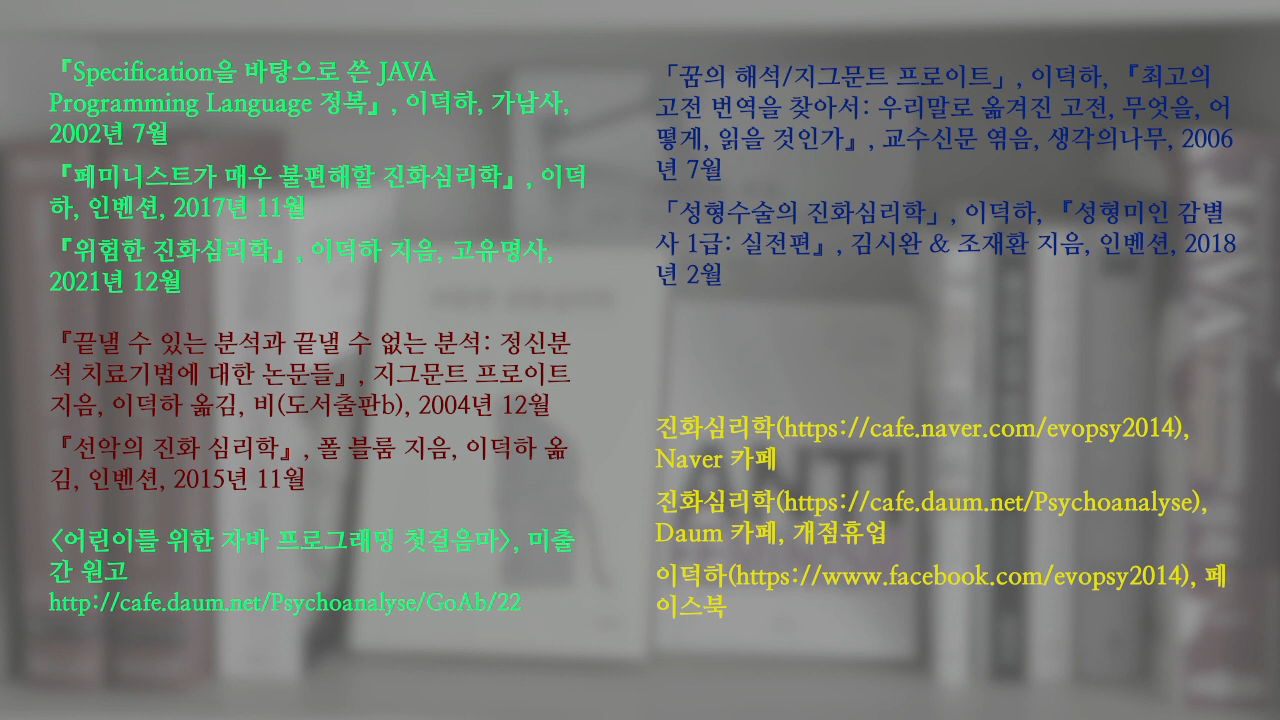 『Specification을 바탕으로 쓴 JAVA
Programming Language 정복』, 이덕하, 가남사,
2002년 7월
『페미니스트가 매우 불편해할 진화심리학』, 이덕
하, 인벤션, 2017년 11월
『위험한 진화심리학』, 이덕하 지음, 고유명사,
2021년 12월
『끝낼 수 있는 분석과 끝낼 수 없는 분석: 정신분
석 치료기법에 대한 논문들』, 지그문트 프로이트
지음, 이덕하 옮김, 비(도서출판b), 2004년 12월
『선악의 진화 심리학』, 폴 블룸 지음, 이덕하 옮
김, 인벤션, 2015년 11월
〈어린이를 위한 자바 프로그래밍 첫걸음마〉, 미출
간 원고
http://cafe.daum.net/Psychoanalyse/GoAb/22
「꿈의 해석/지그문트 프로이트」, 이덕하, 『최고의
고전 번역을 찾아서: 우리말로 옮겨진 고전, 무엇을, 어
떻게, 읽을 것인가』, 교수신문 엮음, 생각의나무, 2006
년 7월
「성형수술의 진화심리학」, 이덕하, 『성형미인 감별
사 1급: 실전편』, 김시완 & 조재환 지음, 인벤션, 2018
년 2월
진화심리학(https://cafe.naver.com/evopsy2014),
Naver 카페
진화심리학(https://cafe.daum.net/Psychoanalyse),
Daum 카페, 개점휴업
이덕하(https://www.facebook.com/evopsy2014), 페
이스북